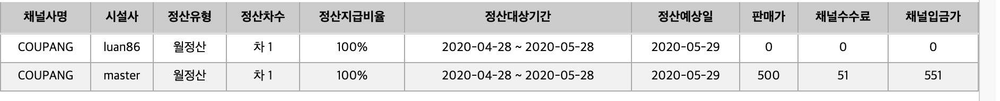 채널사명 시설사 정산유형 정산차수 정산지급비율 정산대상기간 정산예상일 판매가 채널수수료 채널입금가
COUPANG luan86 월정산 차 1 100% 2020-04-28 ~ 2020-05-28 2020-05-29 0 0 0
COUPANG master 월정산 차 1 100% 2020-04-28 ~ 2020-05-28 2020-05-29 500 51 551